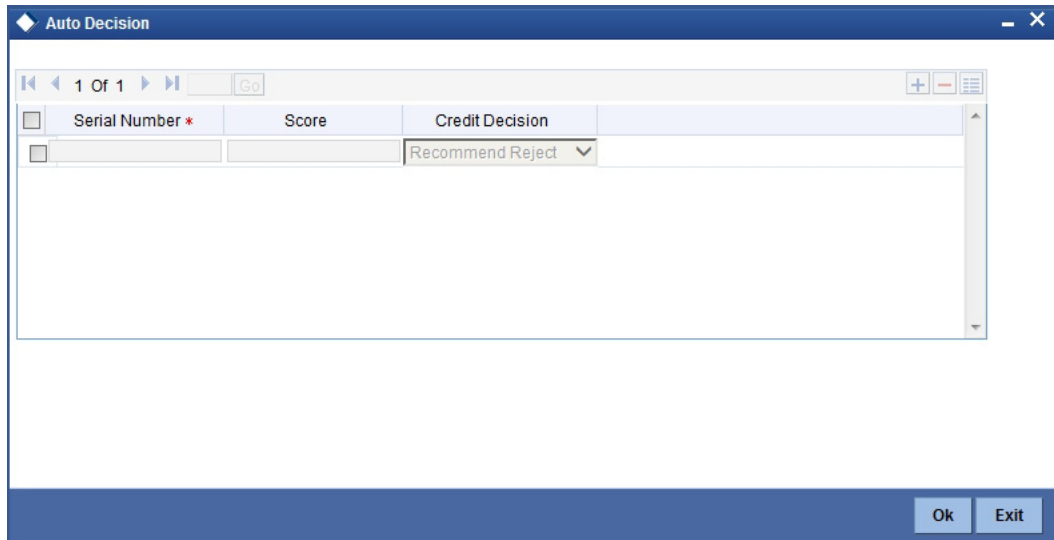 Auto Decision
1 Of 1 Go
Serial Number * Score Credit Decision
Recommend Reject
Ok Exit